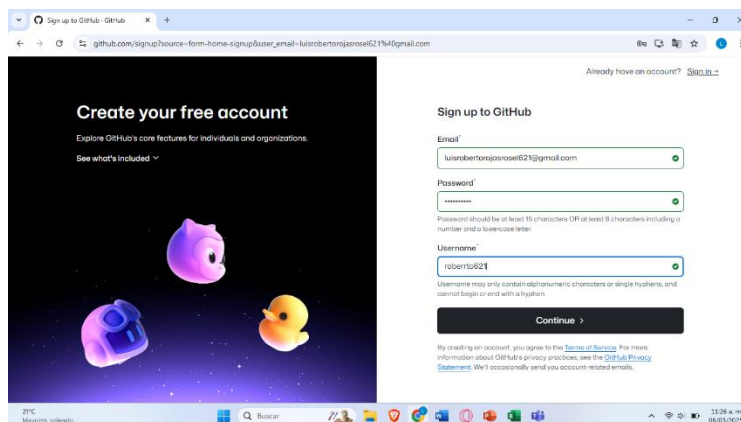 Sign up to GitHub · GitHub
github.com/signup?source=form-home-signup&user_email=luisrobertorojasrosel621%40gmail.com
Already have an account? Sign in →
Create your free account
Explore GitHub's core features for individuals and organizations.
See what's included
Sign up to GitHub
Email*
luisrobertorojasrosel621@gmail.com
Password*
••••••••••
Password should be at least 15 characters OR at least 8 characters including a
number and a lowercase letter.
Username*
roberrto621
Username may only contain alphanumeric characters or single hyphens, and
cannot begin or end with a hyphen.
Continue >
By creating an account, you agree to the Terms of Service. For more
information about GitHub's privacy practices, see the GitHub Privacy
Statement. We'll occasionally send you account-related emails.
21°C
Mayorm. soleado
Buscar
11:26 a. m.